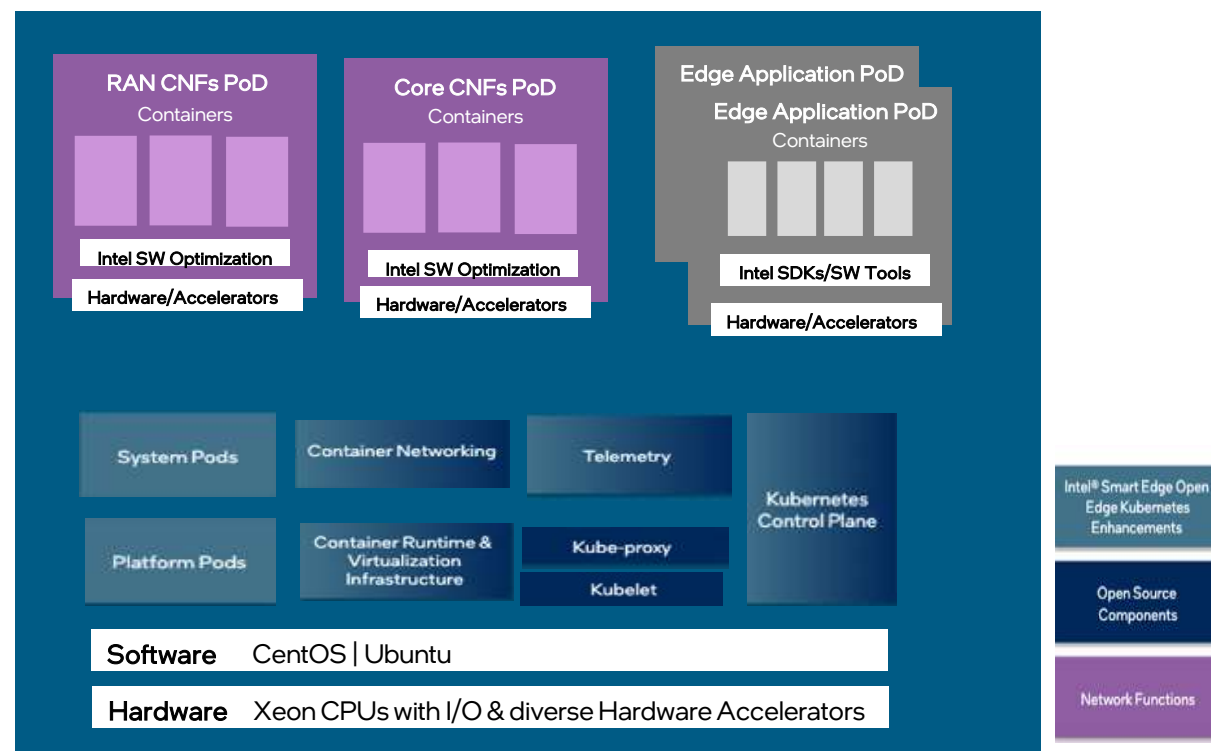 RAN CNFs PoD
Containers
Intel SW Optimization
Hardware/Accelerators
Core CNFs PoD
Containers
Intel SW Optimization
Hardware/Accelerators
Edge Application PoD
Edge Application PoD
Containers
Intel SDKs/SW Tools
Hardware/Accelerators
System Pods
Container Networking
Telemetry
Kubernetes
Control Plane
Platform Pods
Container Runtime &
Virtualization
Infrastructure
Kube-proxy
Kubelet
Software CentOS | Ubuntu
Hardware Xeon CPUs with I/O & diverse Hardware Accelerators
Intel® Smart Edge Open
Edge Kubernetes
Enhancements
Open Source
Components
Network Functions